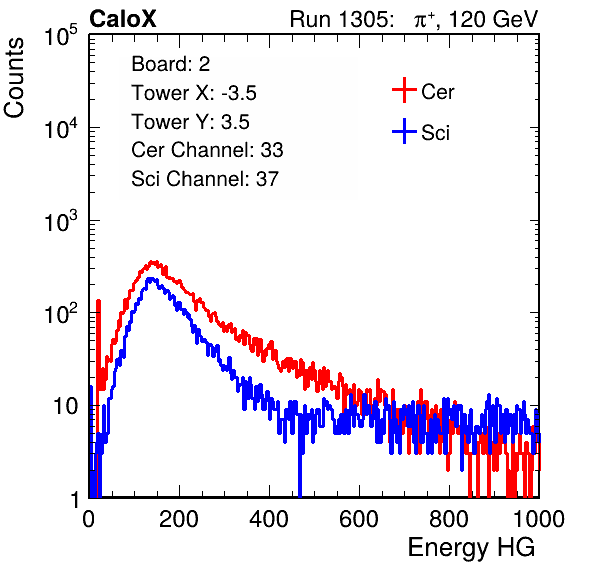 CaloX Run 1305: π⁺, 120 GeV
Counts
10⁵
10⁴
10³
10²
10
1
Board: 2
Tower X: -3.5
Tower Y: 3.5
Cer Channel: 33
Sci Channel: 37
Cer
Sci
0 200 400 600 800 1000
Energy HG